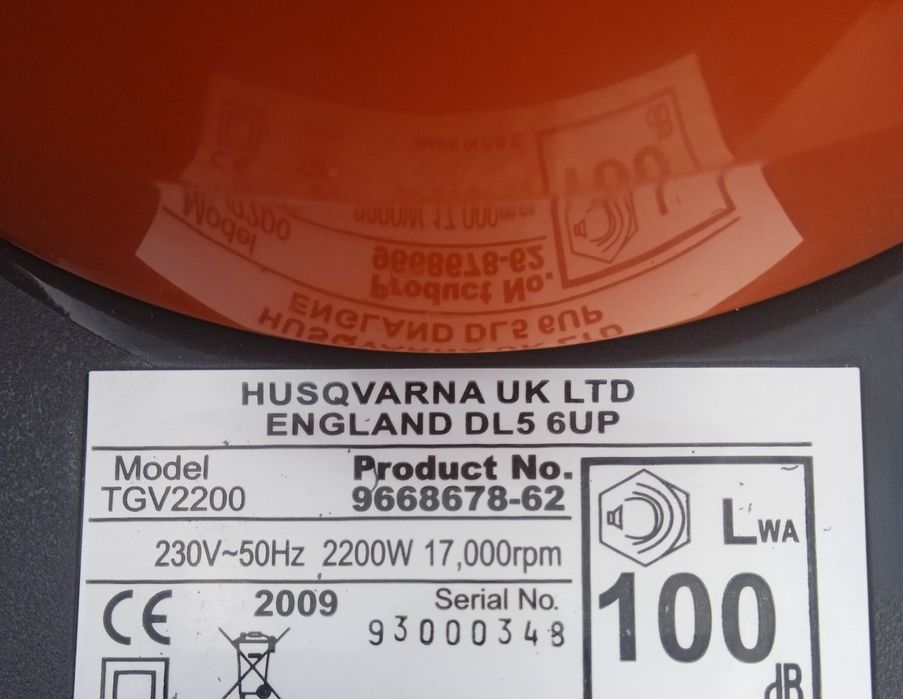 HUSQVARNA UK LTD
ENGLAND DL5 6UP
Model
TGV2200
Product No.
9668678-62
230V~50Hz 2200W 17,000rpm
CE 2009
Serial No.
93000348
LWA
100
dB